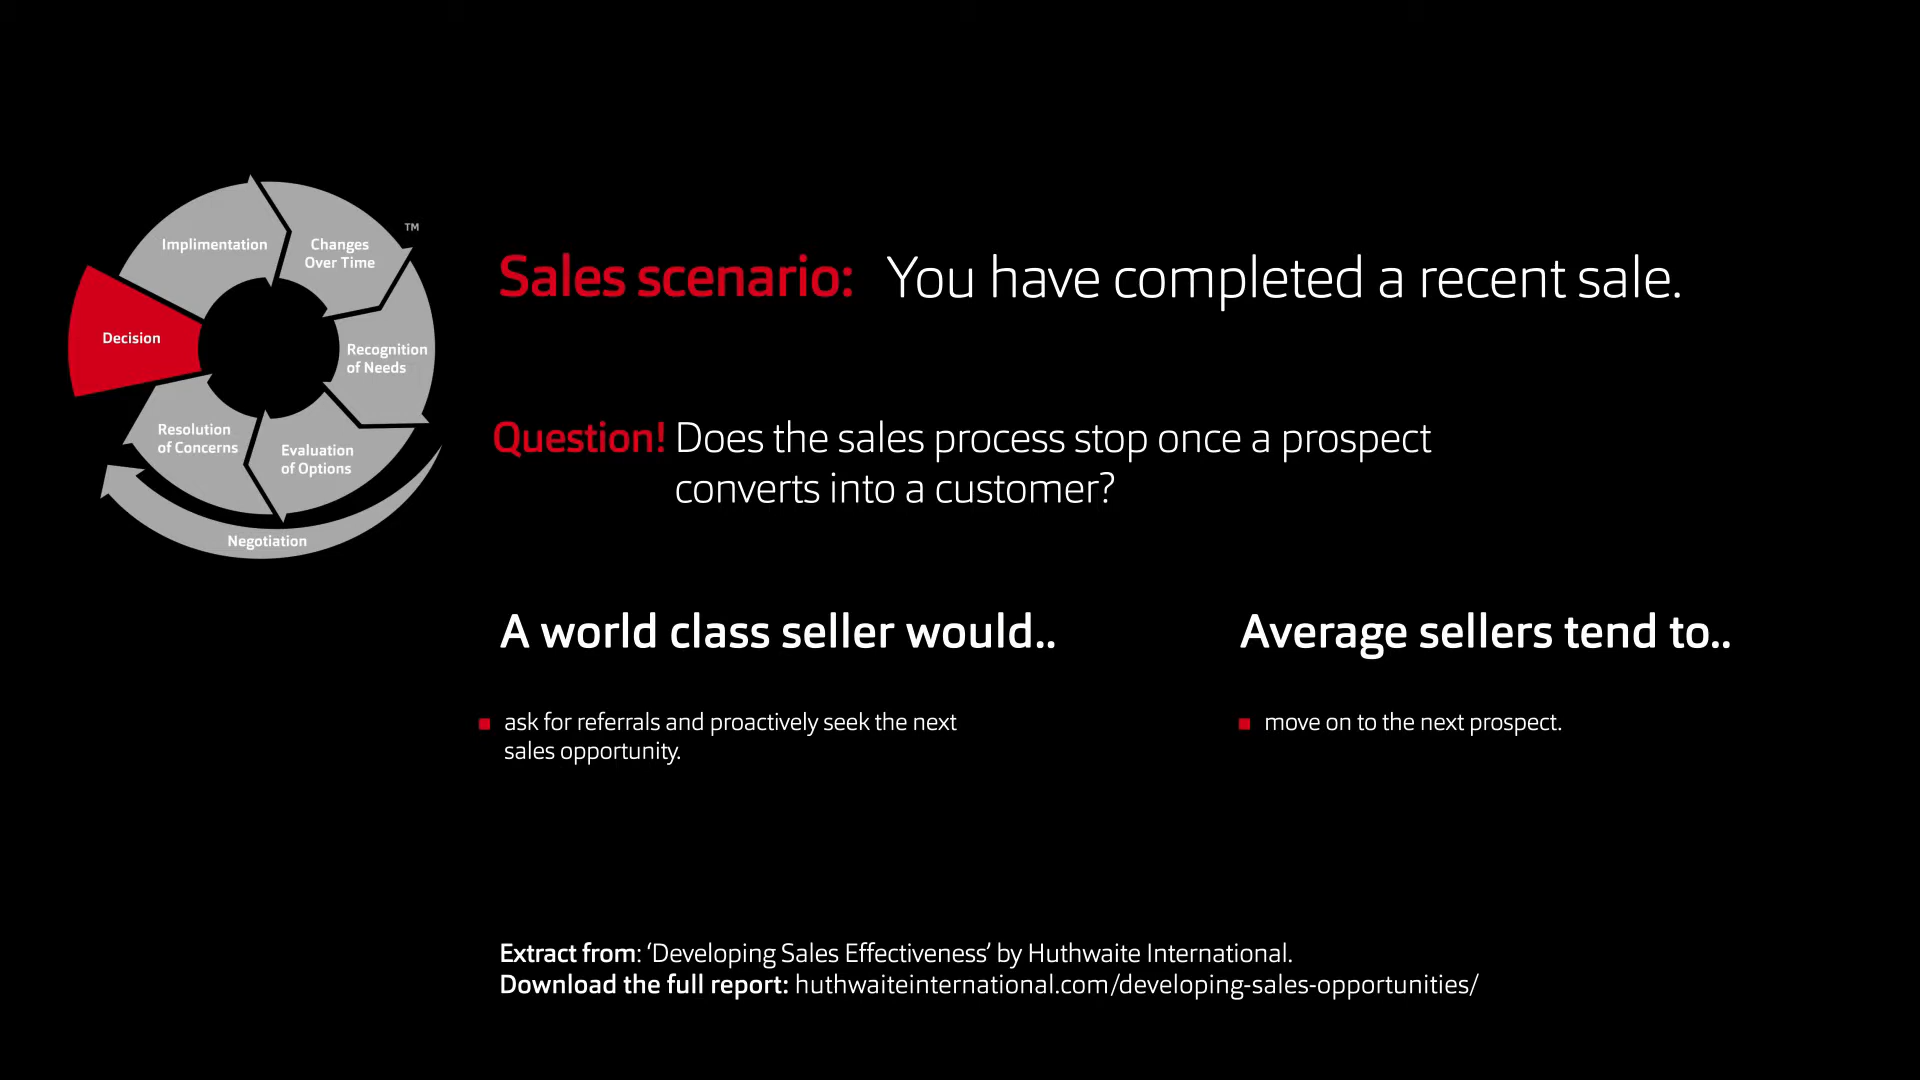 Implimentation
Changes
Over Time
TM
Decision
Recognition
of Needs
Resolution
of Concerns
Evaluation
of Options
Negotiation
Sales scenario: You have completed a recent sale.
Question! Does the sales process stop once a prospect
converts into a customer?
A world class seller would..
ask for referrals and proactively seek the next
sales opportunity.
Average sellers tend to..
move on to the next prospect.
Extract from: ‘Developing Sales Effectiveness’ by Huthwaite International.
Download the full report: huthwaiteinternational.com/developing-sales-opportunities/